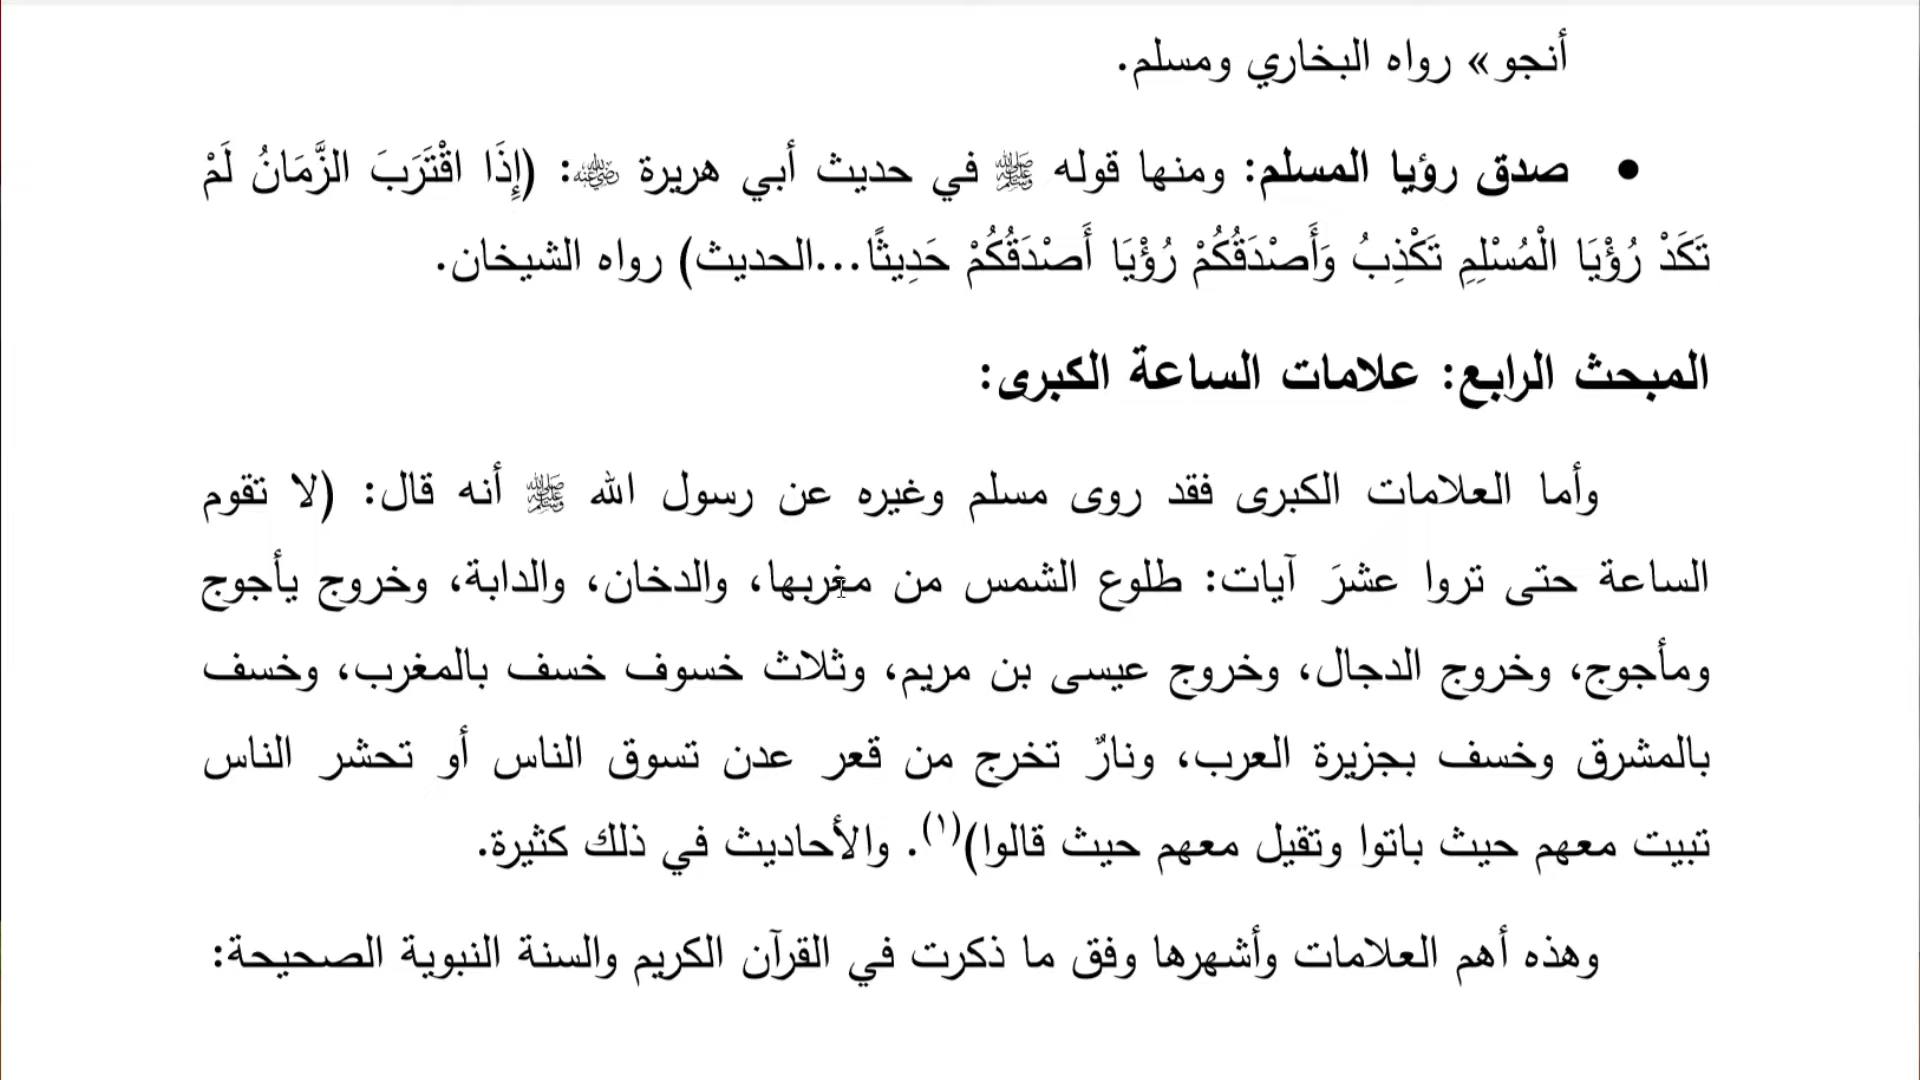 أنجو» رواه البخاري ومسلم.
• صدق رؤيا المسلم: ومنها قوله ﷺ في حديث أبي هريرة رضي الله عنه: (إِذَا اقْتَرَبَ الزَّمَانُ لَمْ
تَكَدْ رُؤْيَا الْمُسْلِمِ تَكْذِبُ وَأَصْدَقُكُمْ رُؤْيَا أَصْدَقُكُمْ حَدِيثًا...الحديث) رواه الشيخان.
المبحث الرابع: علامات الساعة الكبرى:
وأما العلامات الكبرى فقد روى مسلم وغيره عن رسول الله ﷺ أنه قال: (لا تقوم
الساعة حتى تروا عشرَ آيات: طلوع الشمس من مغربها، والدخان، والدابة، وخروج يأجوج
ومأجوج، وخروج الدجال، وخروج عيسى بن مريم، وثلاث خسوف خسف بالمغرب، وخسف
بالمشرق وخسف بجزيرة العرب، ونارٌ تخرج من قعر عدن تسوق الناس أو تحشر الناس
تبيت معهم حيث باتوا وتقيل معهم حيث قالوا)(١). والأحاديث في ذلك كثيرة.
وهذه أهم العلامات وأشهرها وفق ما ذكرت في القرآن الكريم والسنة النبوية الصحيحة: